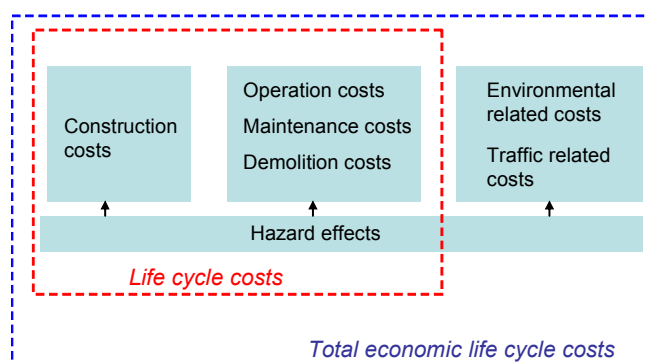 Construction
costs
Operation costs
Maintenance costs
Demolition costs
Environmental
related costs
Traffic related
costs
Hazard effects
Life cycle costs
Total economic life cycle costs